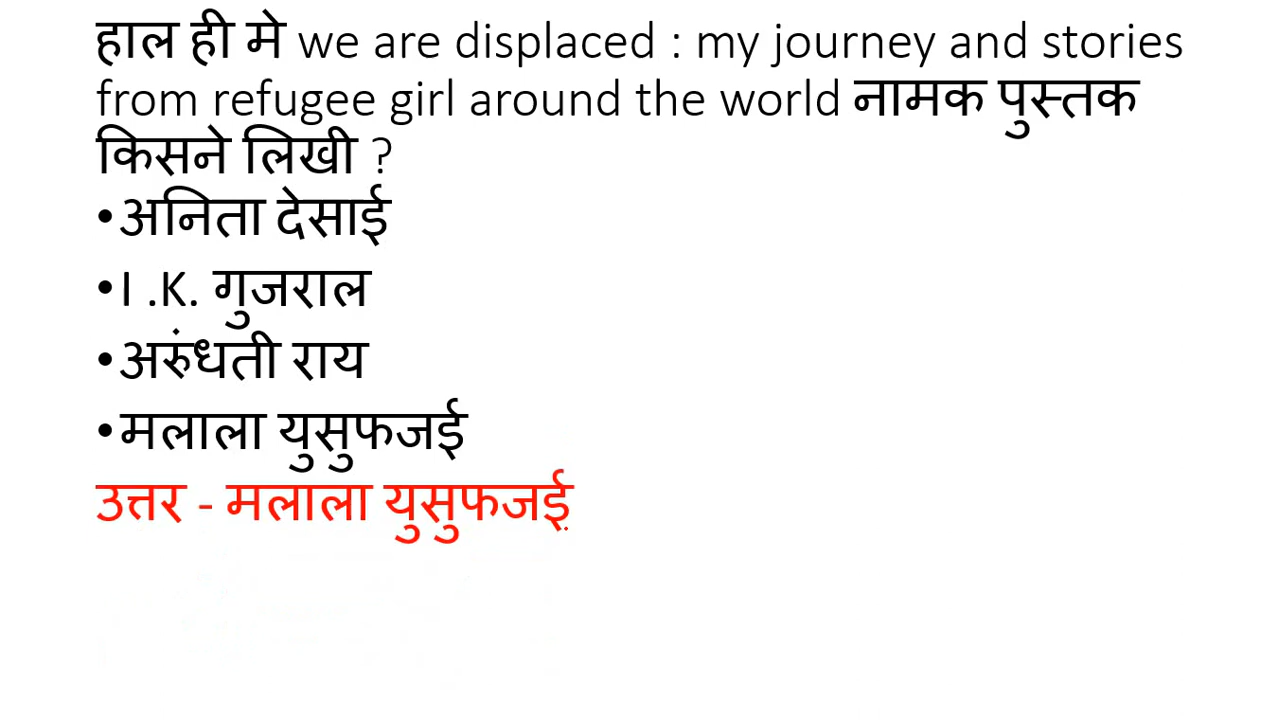 हाल ही मे we are displaced : my journey and stories
from refugee girl around the world नामक पुस्तक
किसने लिखी ?
•अनिता देसाई
•I .K. गुजराल
•अरुंधती राय
•मलाला युसुफजई
उत्तर - मलाला युसुफजई